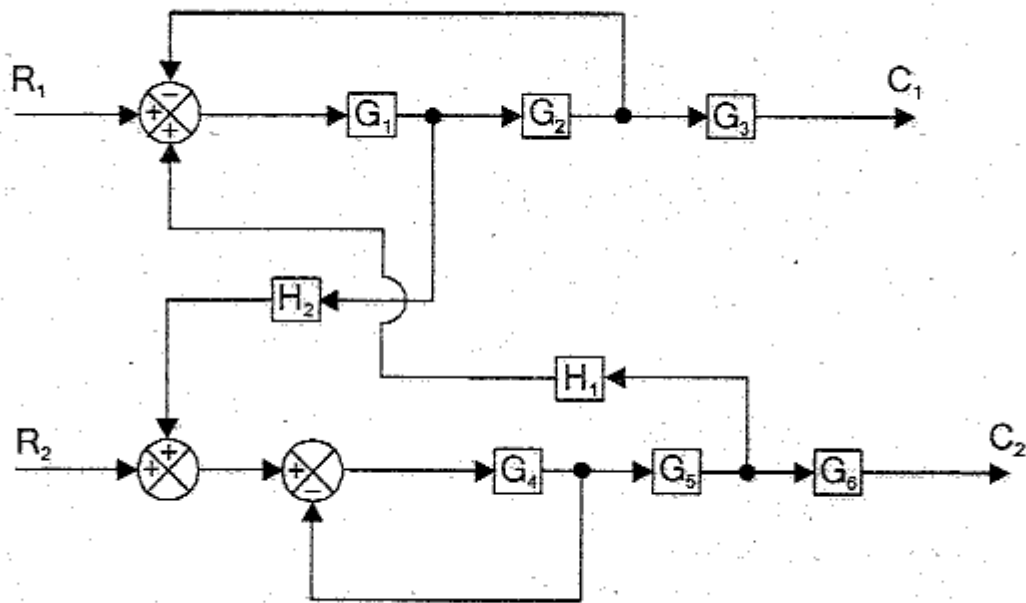 R₁
−
+
+
G₁
G₂
G₃
C₁
H₂
H₁
R₂
+
+
+
−
G₄
G₅
G₆
C₂